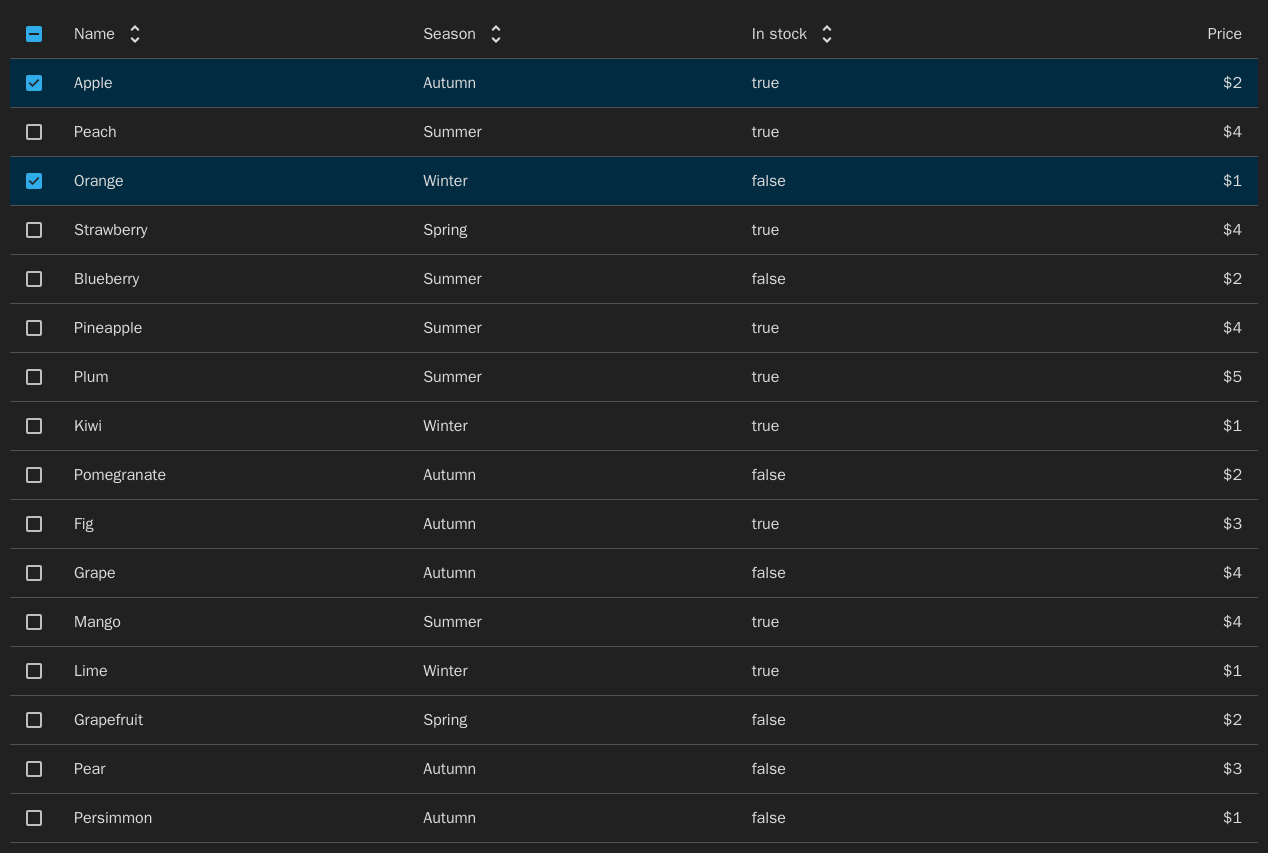 Name Season In stock Price
Apple Autumn true $2
Peach Summer true $4
Orange Winter false $1
Strawberry Spring true $4
Blueberry Summer false $2
Pineapple Summer true $4
Plum Summer true $5
Kiwi Winter true $1
Pomegranate Autumn false $2
Fig Autumn true $3
Grape Autumn false $4
Mango Summer true $4
Lime Winter true $1
Grapefruit Spring false $2
Pear Autumn false $3
Persimmon Autumn false $1